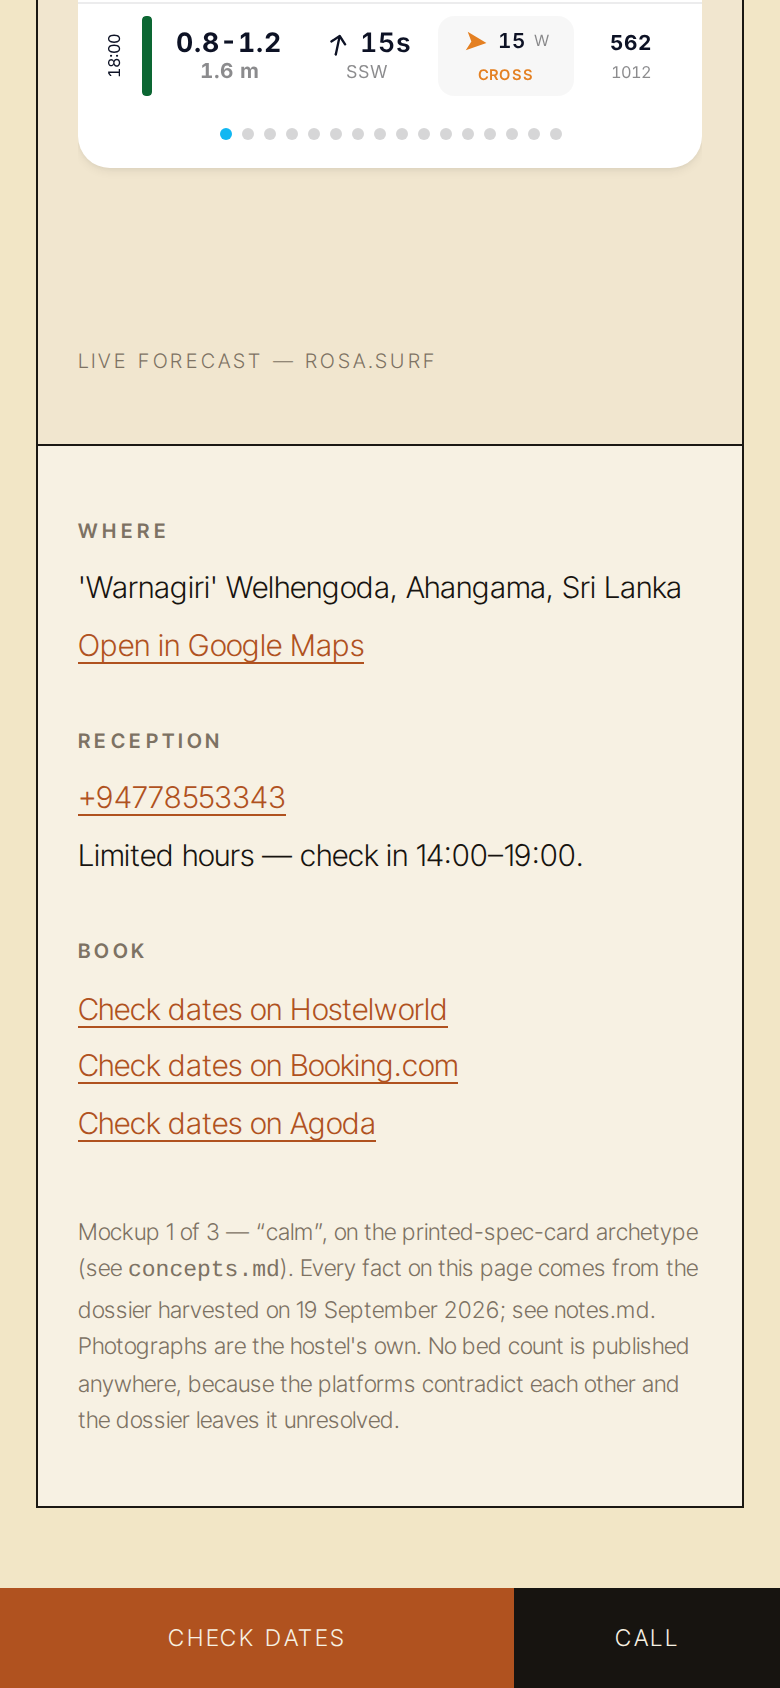 18:00 0.8-1.2 15s 15 W 562
1.6 m SSW CROSS 1012
LIVE FORECAST — ROSA.SURF
WHERE
'Warnagiri' Welhengoda, Ahangama, Sri Lanka
Open in Google Maps
RECEPTION
+94778553343
Limited hours — check in 14:00–19:00.
BOOK
Check dates on Hostelworld
Check dates on Booking.com
Check dates on Agoda
Mockup 1 of 3 — “calm”, on the printed-spec-card archetype
(see concepts.md). Every fact on this page comes from the
dossier harvested on 19 September 2026; see notes.md.
Photographs are the hostel's own. No bed count is published
anywhere, because the platforms contradict each other and
the dossier leaves it unresolved.
CHECK DATES CALL